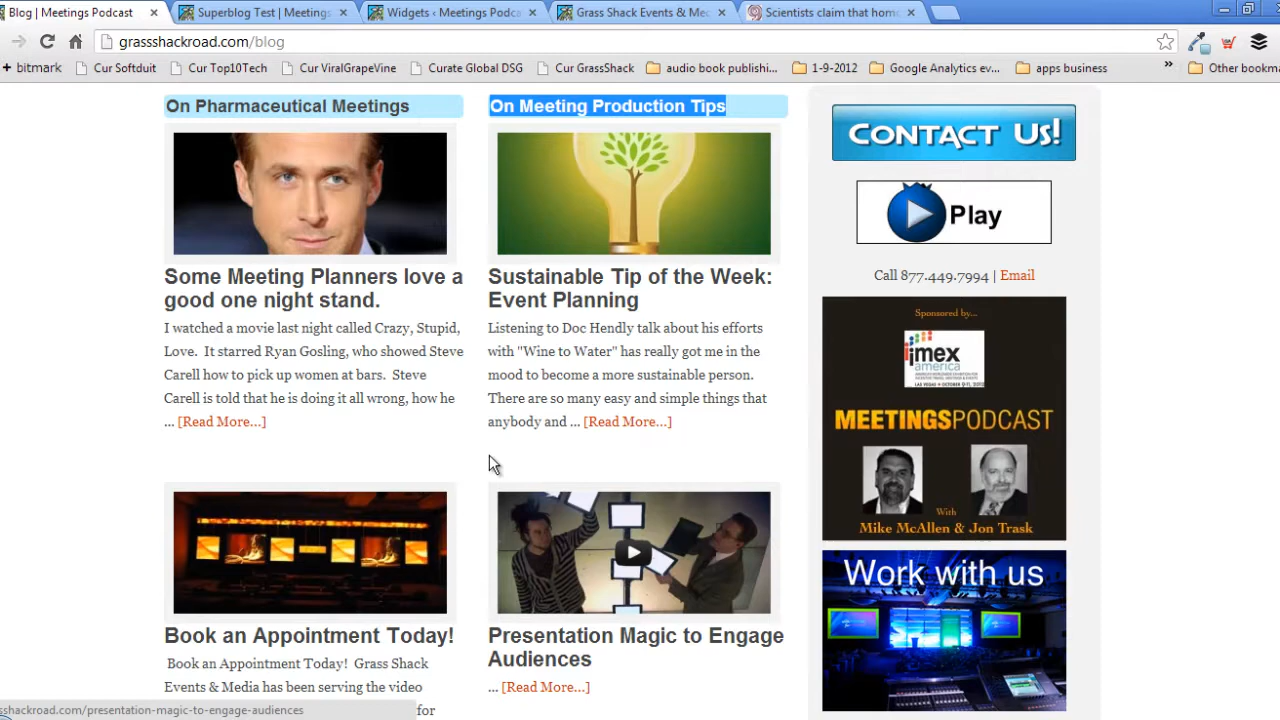 Blog | Meetings Podcast
Superblog Test | Meetings
Widgets ‹ Meetings Podca
Grass Shack Events & Me
Scientists claim that hom
grassshackroad.com/blog
+ bitmark
Cur Softduit
Cur Top10Tech
Cur ViralGrapeVine
Curate Global DSG
Cur GrassShack
audio book publishi...
1-9-2012
Google Analytics ev...
apps business
»
Other bookma
On Pharmaceutical Meetings
Some Meeting Planners love a
good one night stand.
I watched a movie last night called Crazy, Stupid,
Love. It starred Ryan Gosling, who showed Steve
Carell how to pick up women at bars. Steve
Carell is told that he is doing it all wrong, how he
... [Read More...]
Book an Appointment Today!
Book an Appointment Today! Grass Shack
Events & Media has been serving the video
for
On Meeting Production Tips
Sustainable Tip of the Week:
Event Planning
Listening to Doc Hendly talk about his efforts
with "Wine to Water" has really got me in the
mood to become a more sustainable person.
There are so many easy and simple things that
anybody and ... [Read More...]
Presentation Magic to Engage
Audiences
... [Read More...]
CONTACT US!
Play
Call 877.449.7994 | Email
Sponsored by...
imex
america
MEETINGSPODCAST
With
Mike McAllen & Jon Trask
Work with us
sshackroad.com/presentation-magic-to-engage-audiences